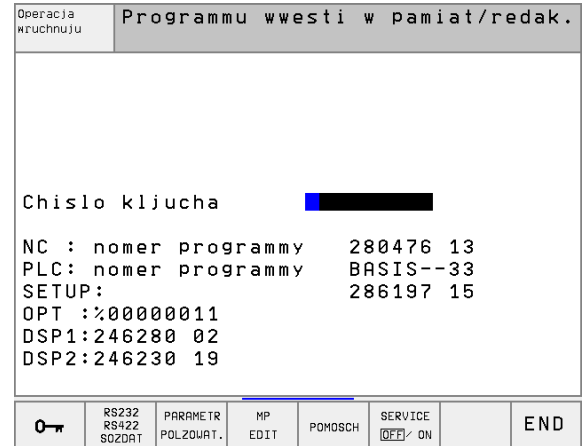 Operacja
wruchnuju
Programmu wwesti w pamiat/redak.
Chislo kljucha
NC : nomer programmy 280476 13
PLC: nomer programmy BASIS--33
SETUP: 286197 15
OPT :%00000011
DSP1:246280 02
DSP2:246230 19
RS232
RS422
SOZDAT
PARAMETR
POLZOWAT.
MP
EDIT
POMOSCH
SERVICE
OFF/ ON
END